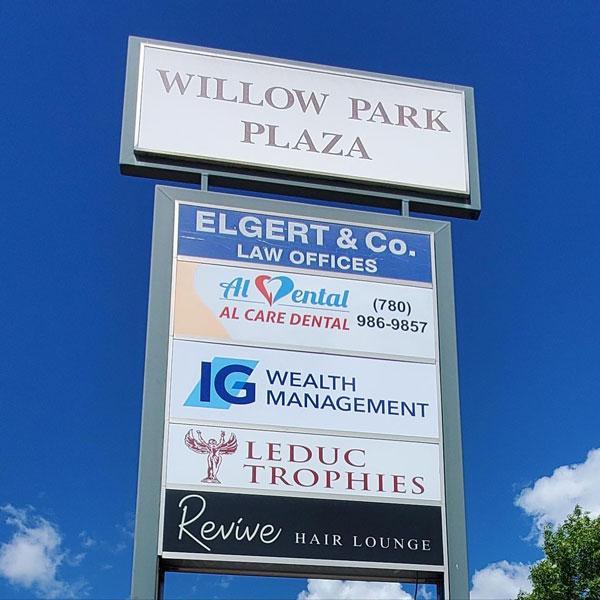 WILLOW PARK
PLAZA
ELGERT & Co.
LAW OFFICES
Al Dental
AL CARE DENTAL
(780)
986-9857
IG WEALTH
MANAGEMENT
LEDUC
TROPHIES
Revive HAIR LOUNGE